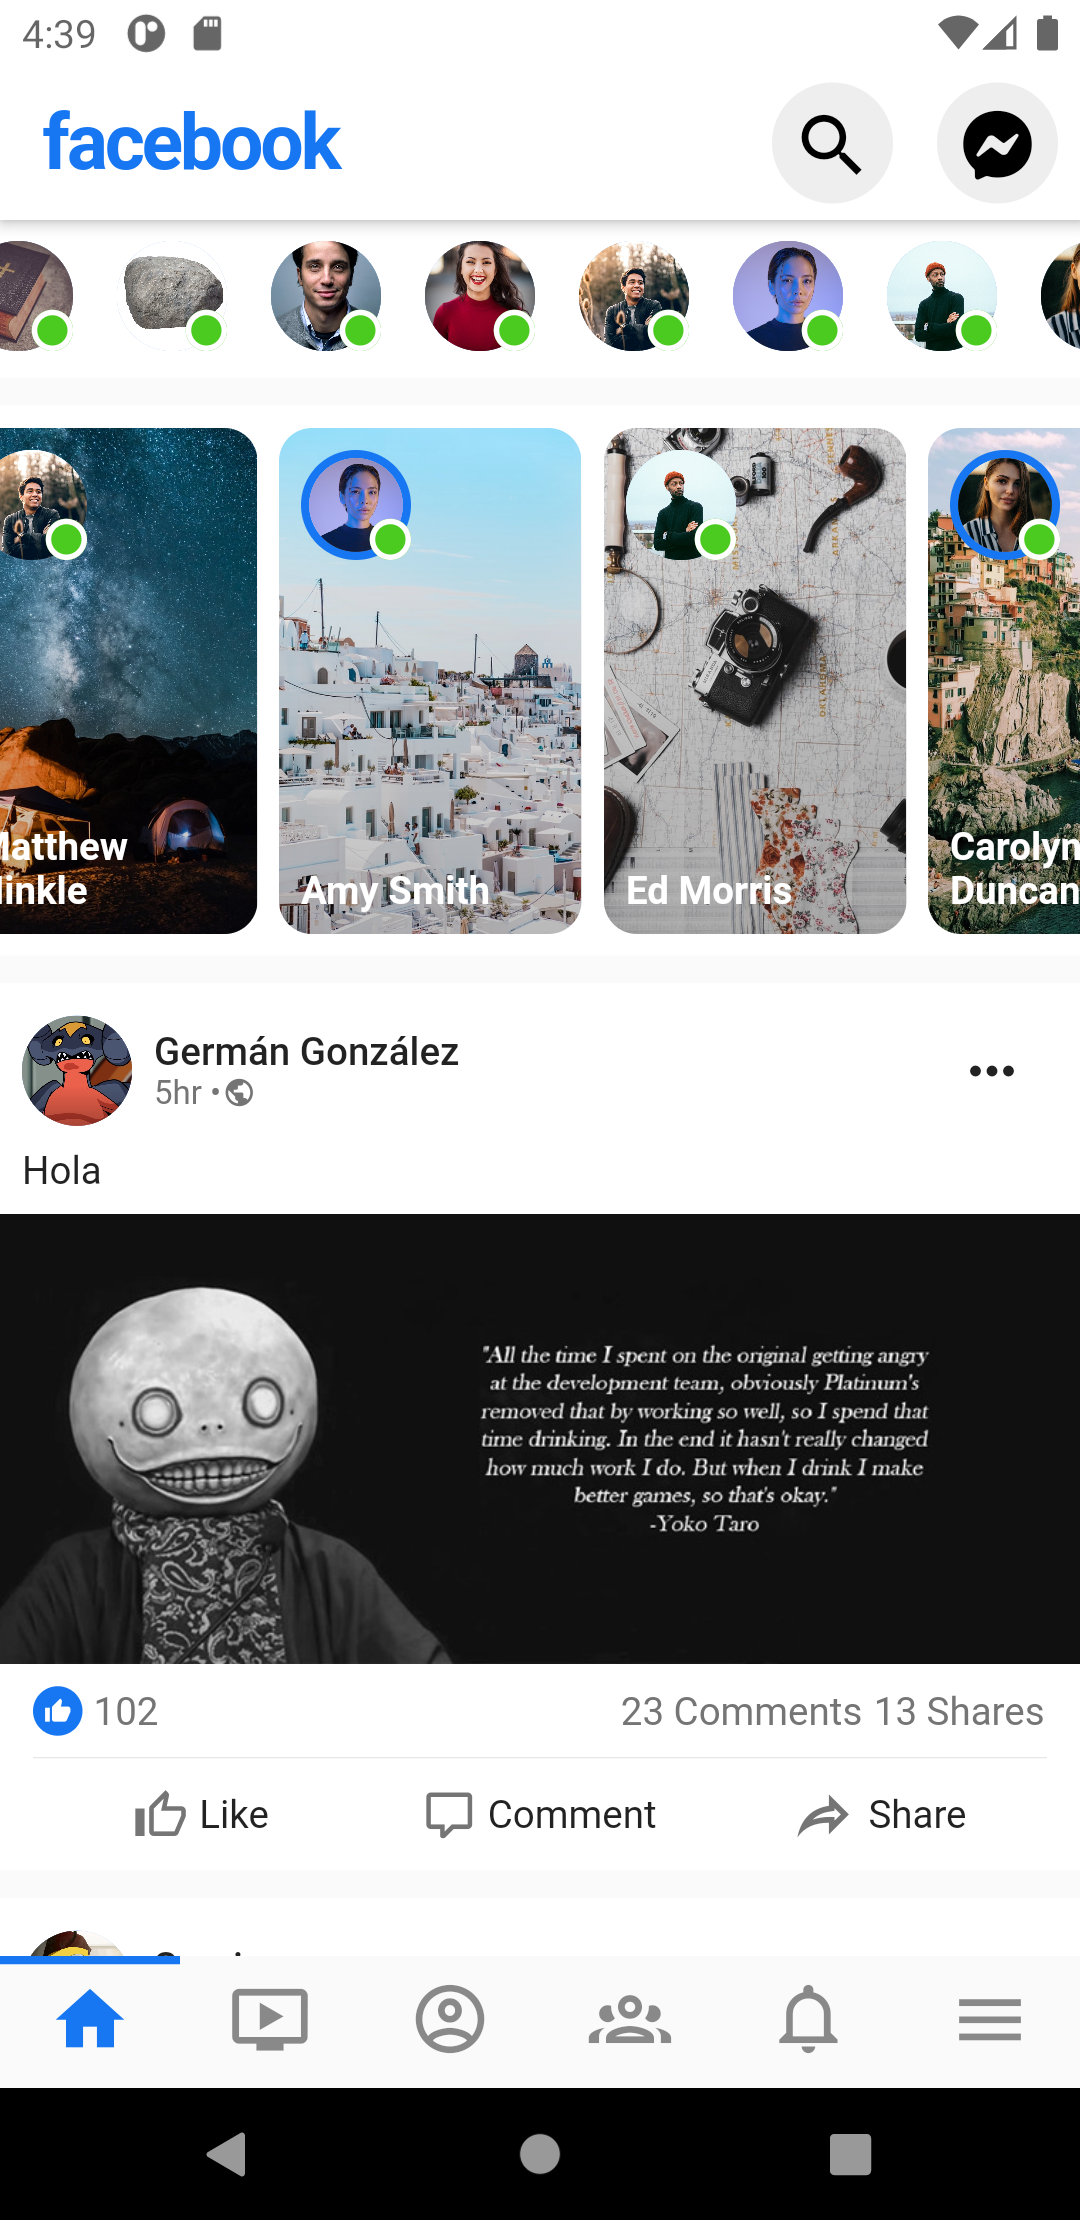 4:39
facebook
Matthew
Amy Smith
Ed Morris
Carolyn
Duncan
Germán González
5hr •
Hola
"All the time I spent on the original getting angry
at the development team, obviously Platinum's
removed that by working so well, so I spend that
time drinking. In the end it hasn't really changed
how much work I do. But when I drink I make
better games, so that's okay."
-Yoko Taro
102
23 Comments 13 Shares
Like
Comment
Share